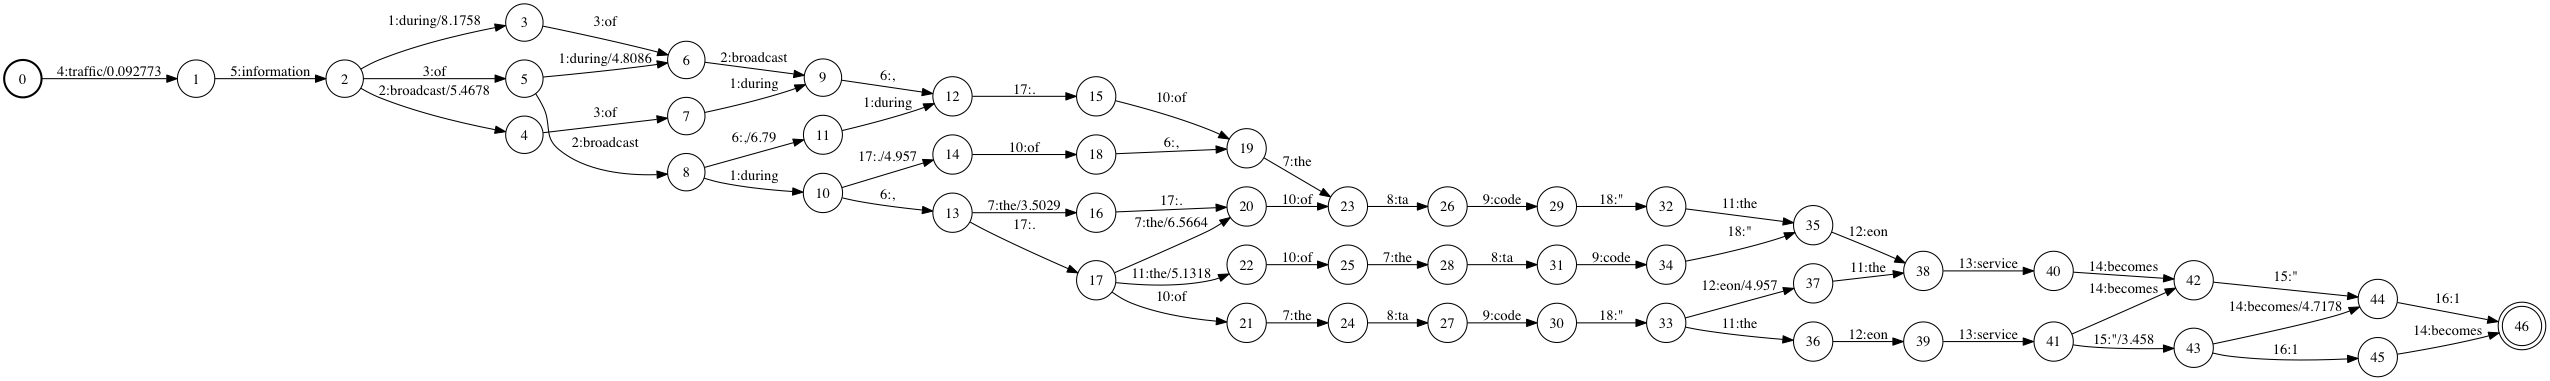 0 4:traffic/0.092773 1 5:information 2
1:during/8.1758 3 3:of
3:of 5 1:during/4.8086 6 2:broadcast 9 6:, 12 17:. 15 10:of
2:broadcast/5.4678 4 3:of 7 1:during
2:broadcast 8 6:,/6.79 11 1:during
1:during 10 17:./4.957 14 10:of 18 6:, 19 7:the
6:, 13 7:the/3.5029 16 17:. 20 10:of 23 8:ta 26 9:code 29 18:" 32 11:the 35 12:eon
17:. 17 7:the/6.5664
11:the/5.1318 22 10:of 25 7:the 28 8:ta 31 9:code 34 18:"
10:of 21 7:the 24 8:ta 27 9:code 30 18:" 33
12:eon/4.957 37 11:the 38 13:service 40 14:becomes 42 15:" 44 16:1 46
11:the 36 12:eon 39 13:service 41 14:becomes
15:"/3.458 43 14:becomes/4.7178
16:1 45 14:becomes